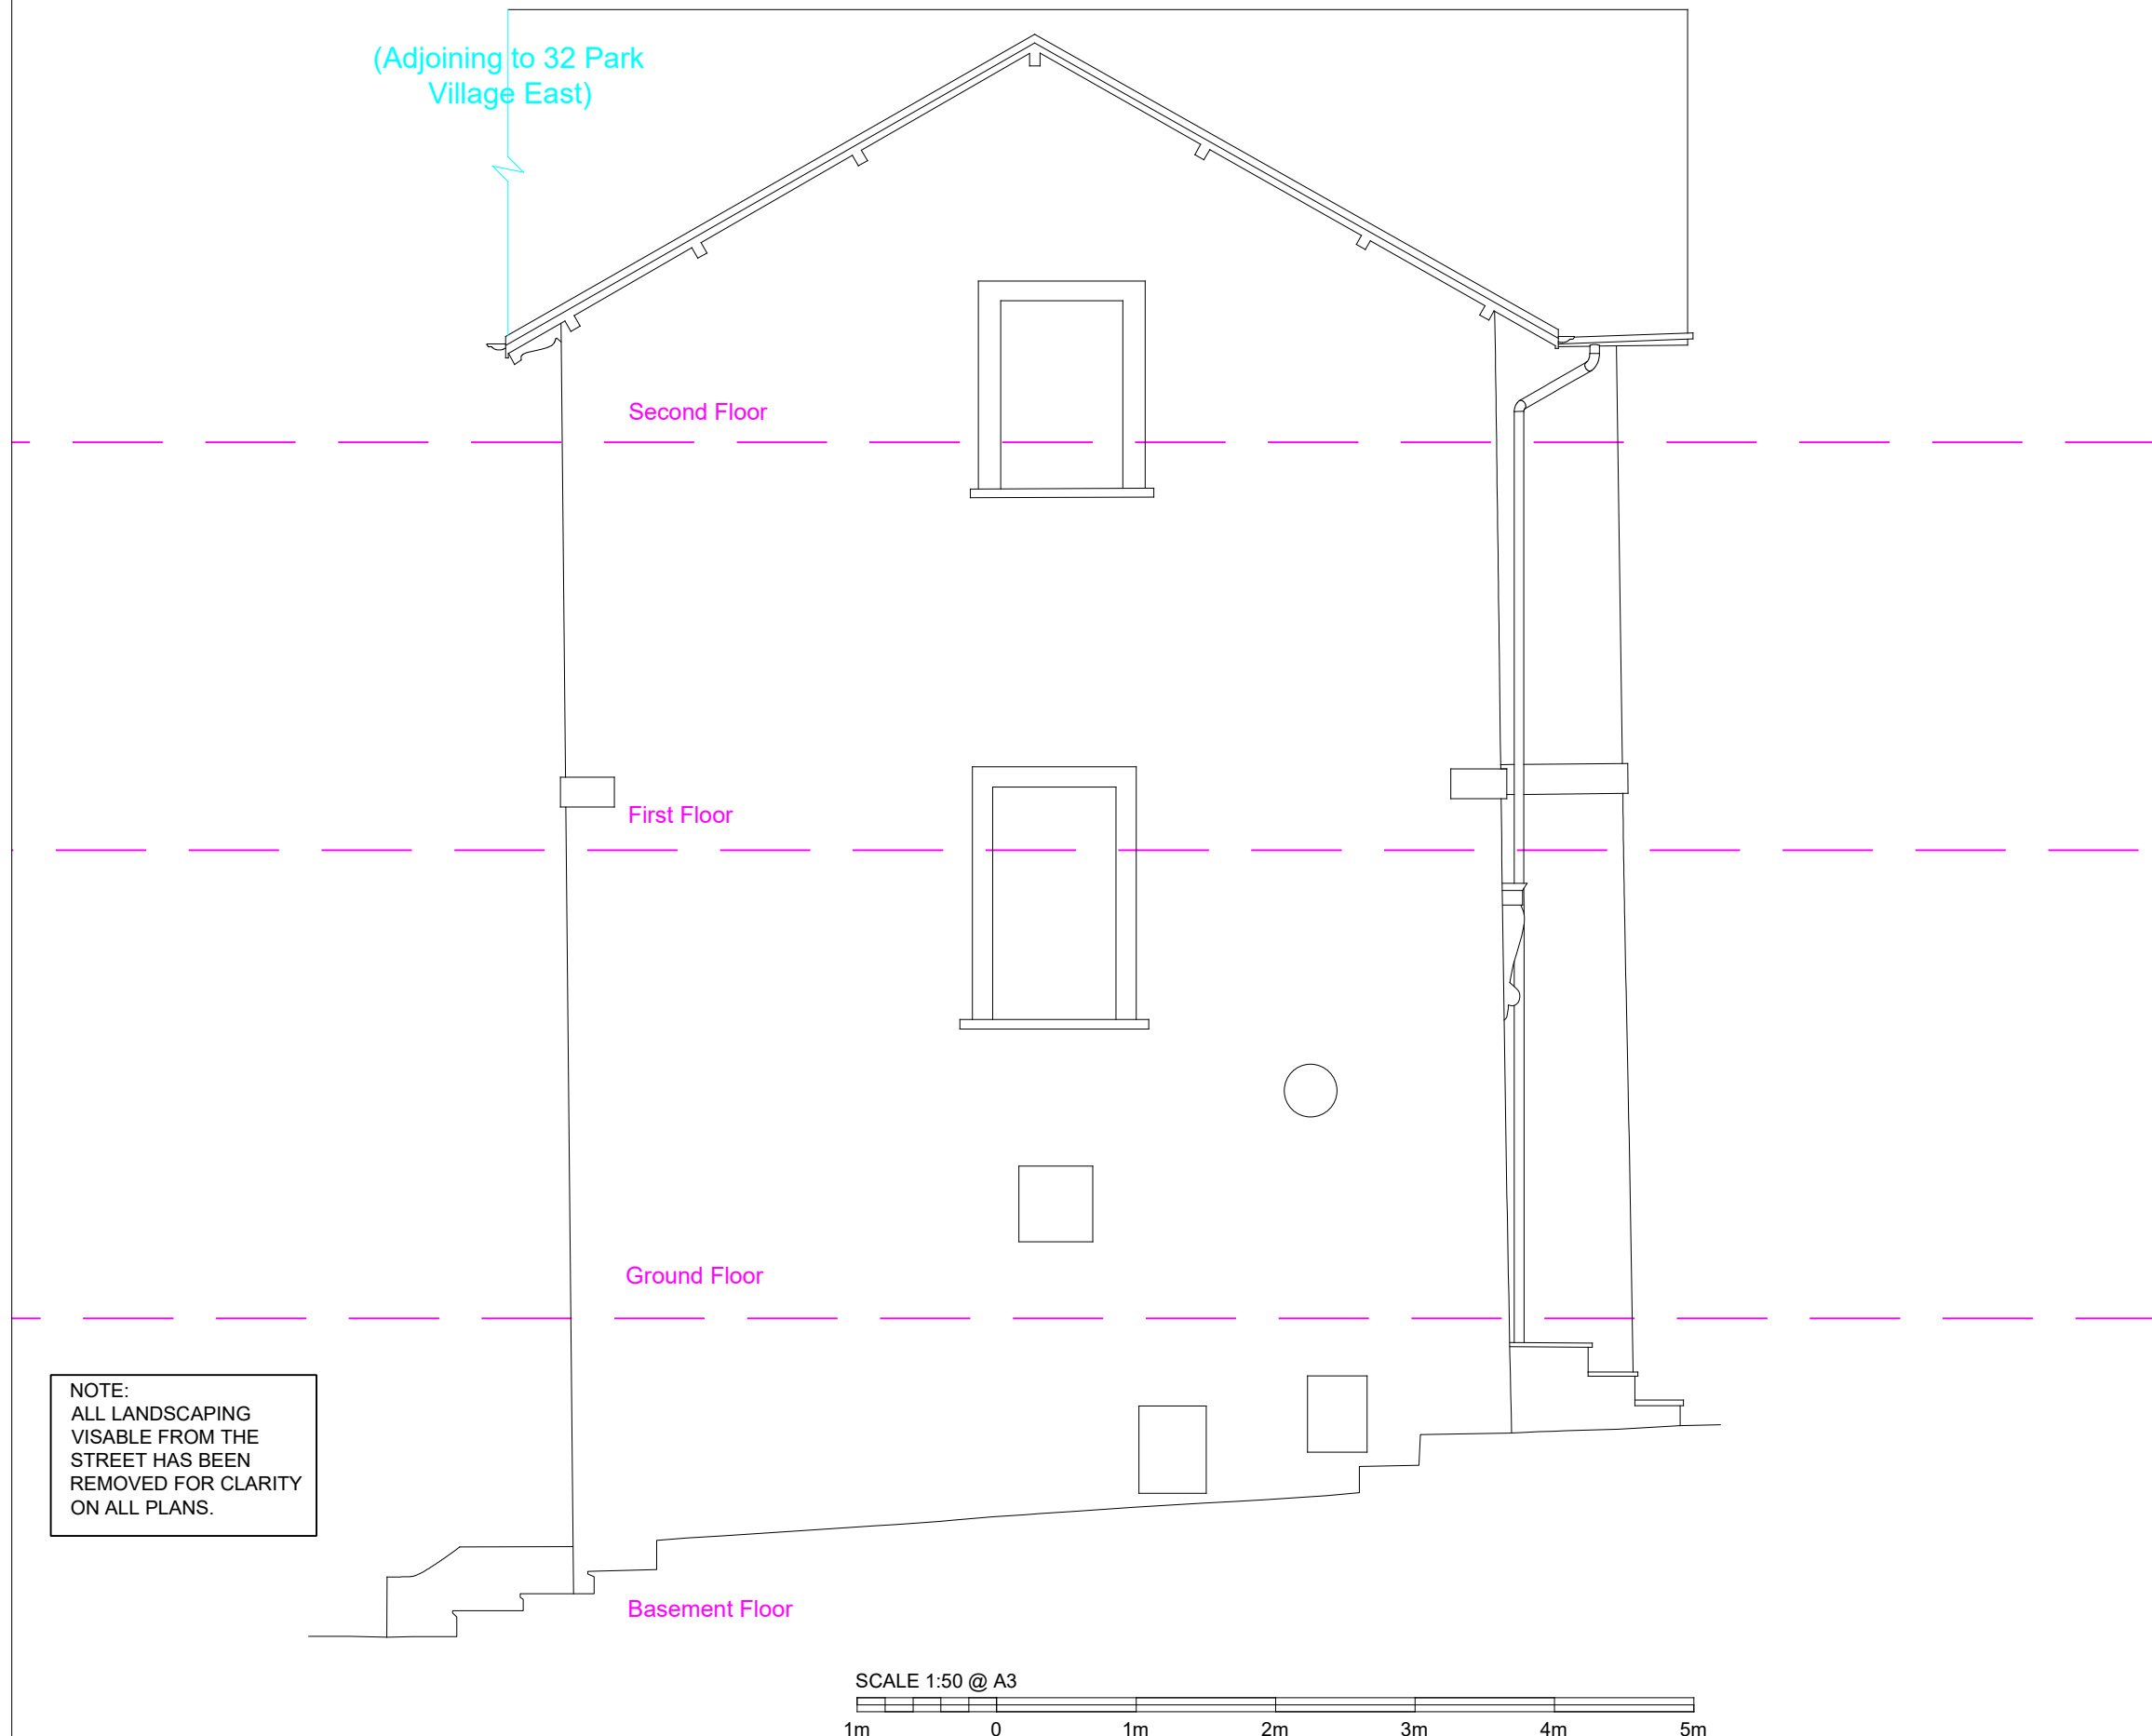 (Adjoining to 32 Park
Village East)
Second Floor
First Floor
Ground Floor
NOTE:
ALL LANDSCAPING
VISABLE FROM THE
STREET HAS BEEN
REMOVED FOR CLARITY
ON ALL PLANS.
Basement Floor
SCALE 1:50 @ A3
1m 0 1m 2m 3m 4m 5m